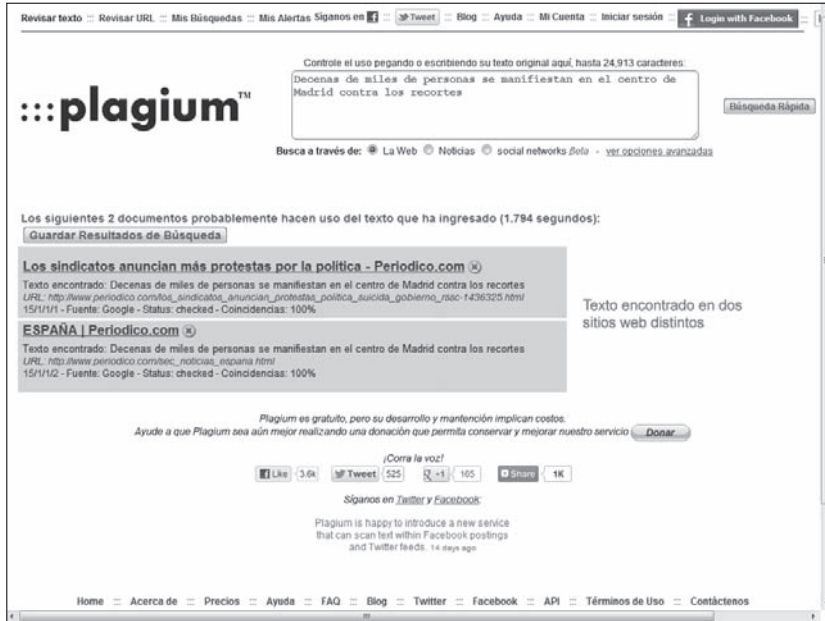 Revisar texto ::: Revisar URL ::: Mis Búsquedas ::: Mis Alertas Síganos en f ::: Tweet ::: Blog ::: Ayuda ::: Mi Cuenta ::: Iniciar sesión ::: f Login with Facebook :::
Controle el uso pegando o escribiendo su texto original aquí, hasta 24,913 caracteres:
Decenas de miles de personas se manifiestan en el centro de
Madrid contra los recortes
:::plagium™
Búsqueda Rápida
Busca a través de: La Web Noticias social networks Beta - ver opciones avanzadas
Los siguientes 2 documentos probablemente hacen uso del texto que ha ingresado (1.794 segundos):
Guardar Resultados de Búsqueda
Los sindicatos anuncian más protestas por la política - Periodico.com
Texto encontrado: Decenas de miles de personas se manifiestan en el centro de Madrid contra los recortes
URL: http://www.periodico.com/los_sindicatos_anuncian_protestas_politica_suicida_gobierno_rsac-1436325.html
15/1/1/1 - Fuente: Google - Status: checked - Coincidencias: 100%
ESPAÑA | Periodico.com
Texto encontrado: Decenas de miles de personas se manifiestan en el centro de Madrid contra los recortes
URL: http://www.periodico.com/sec_noticias_espana html
15/1/1/2 - Fuente: Google - Status: checked - Coincidencias: 100%
Texto encontrado en dos
sitios web distintos
Plagium es gratuito, pero su desarrollo y mantención implican costos.
Ayude a que Plagium sea aún mejor realizando una donación que permita conservar y mejorar nuestro servicio Donar
¡Corra la voz!
Like 3.6k Tweet 525 +1 165 Share 1K
Síganos en Twitter y Facebook:
Plagium is happy to introduce a new service
that can scan text within Facebook postings
and Twitter feeds. 14 days ago
Home ::: Acerca de ::: Precios ::: Ayuda ::: FAQ ::: Blog ::: Twitter ::: Facebook ::: API ::: Términos de Uso ::: Contáctenos